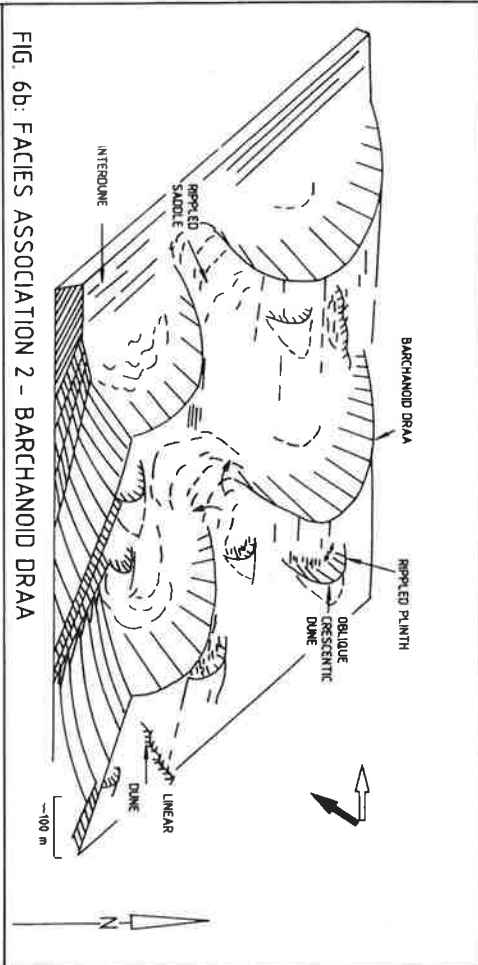 BARCHANOID DRAA
RIPPLED PLINTH
OBLIQUE
CRESCENTIC
DUNE
RIPPLED
SADDLE
INTERDUNE
LINEAR
DUNE
~100 m
N
FIG. 6b: FACIES ASSOCIATION 2 - BARCHANOID DRAA